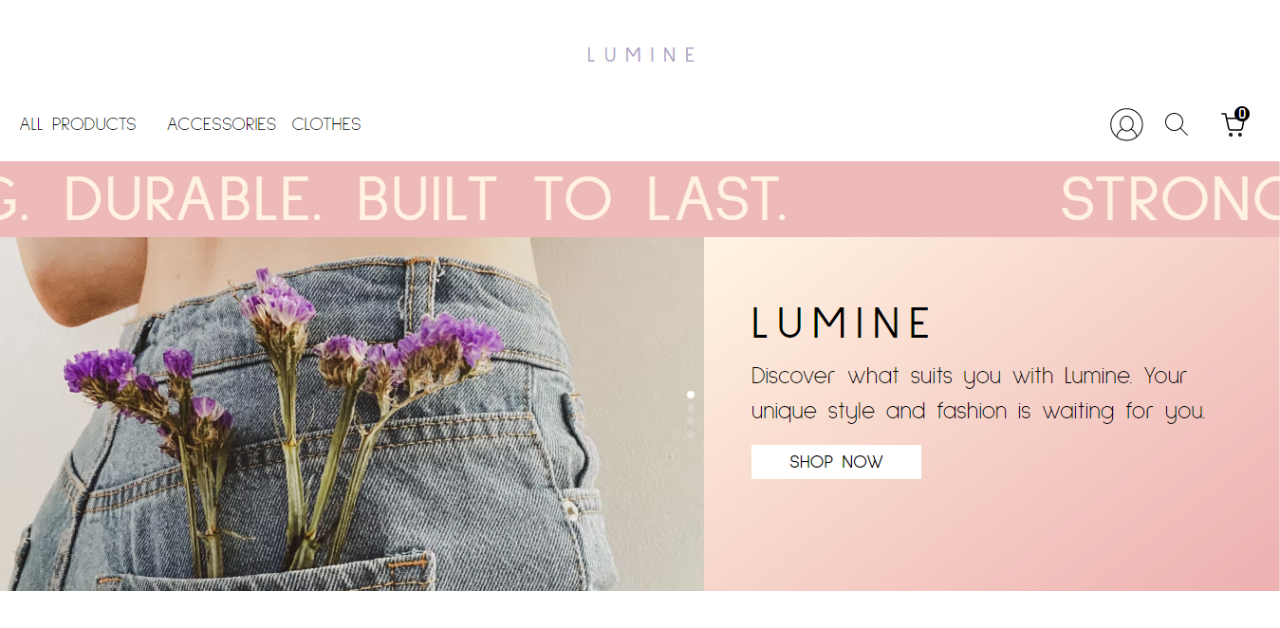 LUMINE
ALL PRODUCTS ACCESSORIES CLOTHES
0
G. DURABLE. BUILT TO LAST. STRONG
LUMINE
Discover what suits you with Lumine. Your
unique style and fashion is waiting for you.
SHOP NOW